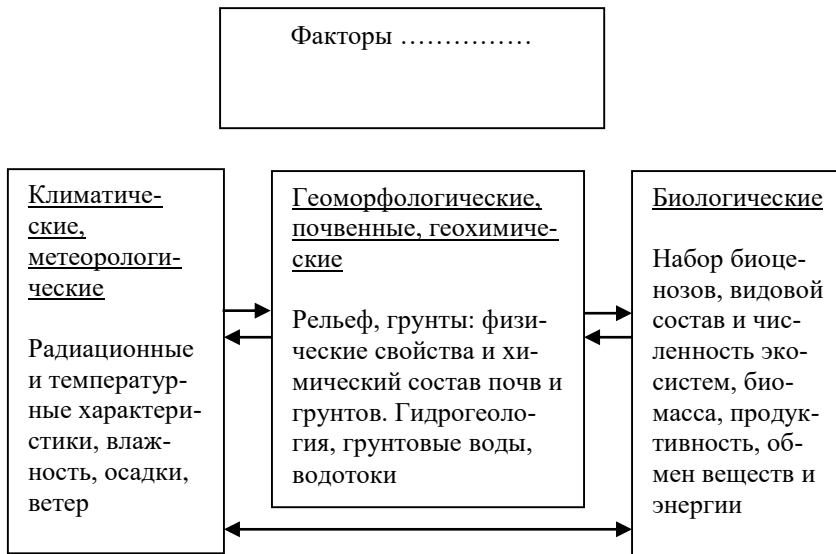 Факторы ……………
Климатиче-
ские,
метеорологи-
ческие
Радиационные
и температур-
ные характери-
стики, влаж-
ность, осадки,
ветер
Геоморфологические,
почвенные, геохимиче-
ские
Рельеф, грунты: физи-
ческие свойства и хи-
мический состав почв и
грунтов. Гидрогеоло-
гия, грунтовые воды,
водотоки
Биологические
Набор биоце-
нозов, видовой
состав и чис-
ленность эко-
систем, био-
масса, продук-
тивность, об-
мен веществ и
энергии